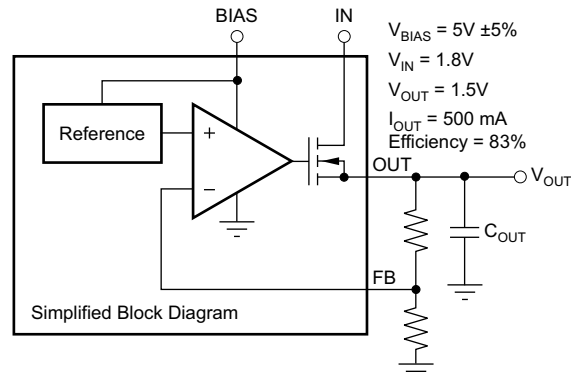 BIAS
IN
V_BIAS = 5V ±5%
V_IN = 1.8V
V_OUT = 1.5V
I_OUT = 500 mA
Efficiency = 83%
Reference
+
−
OUT
V_OUT
C_OUT
FB
Simplified Block Diagram